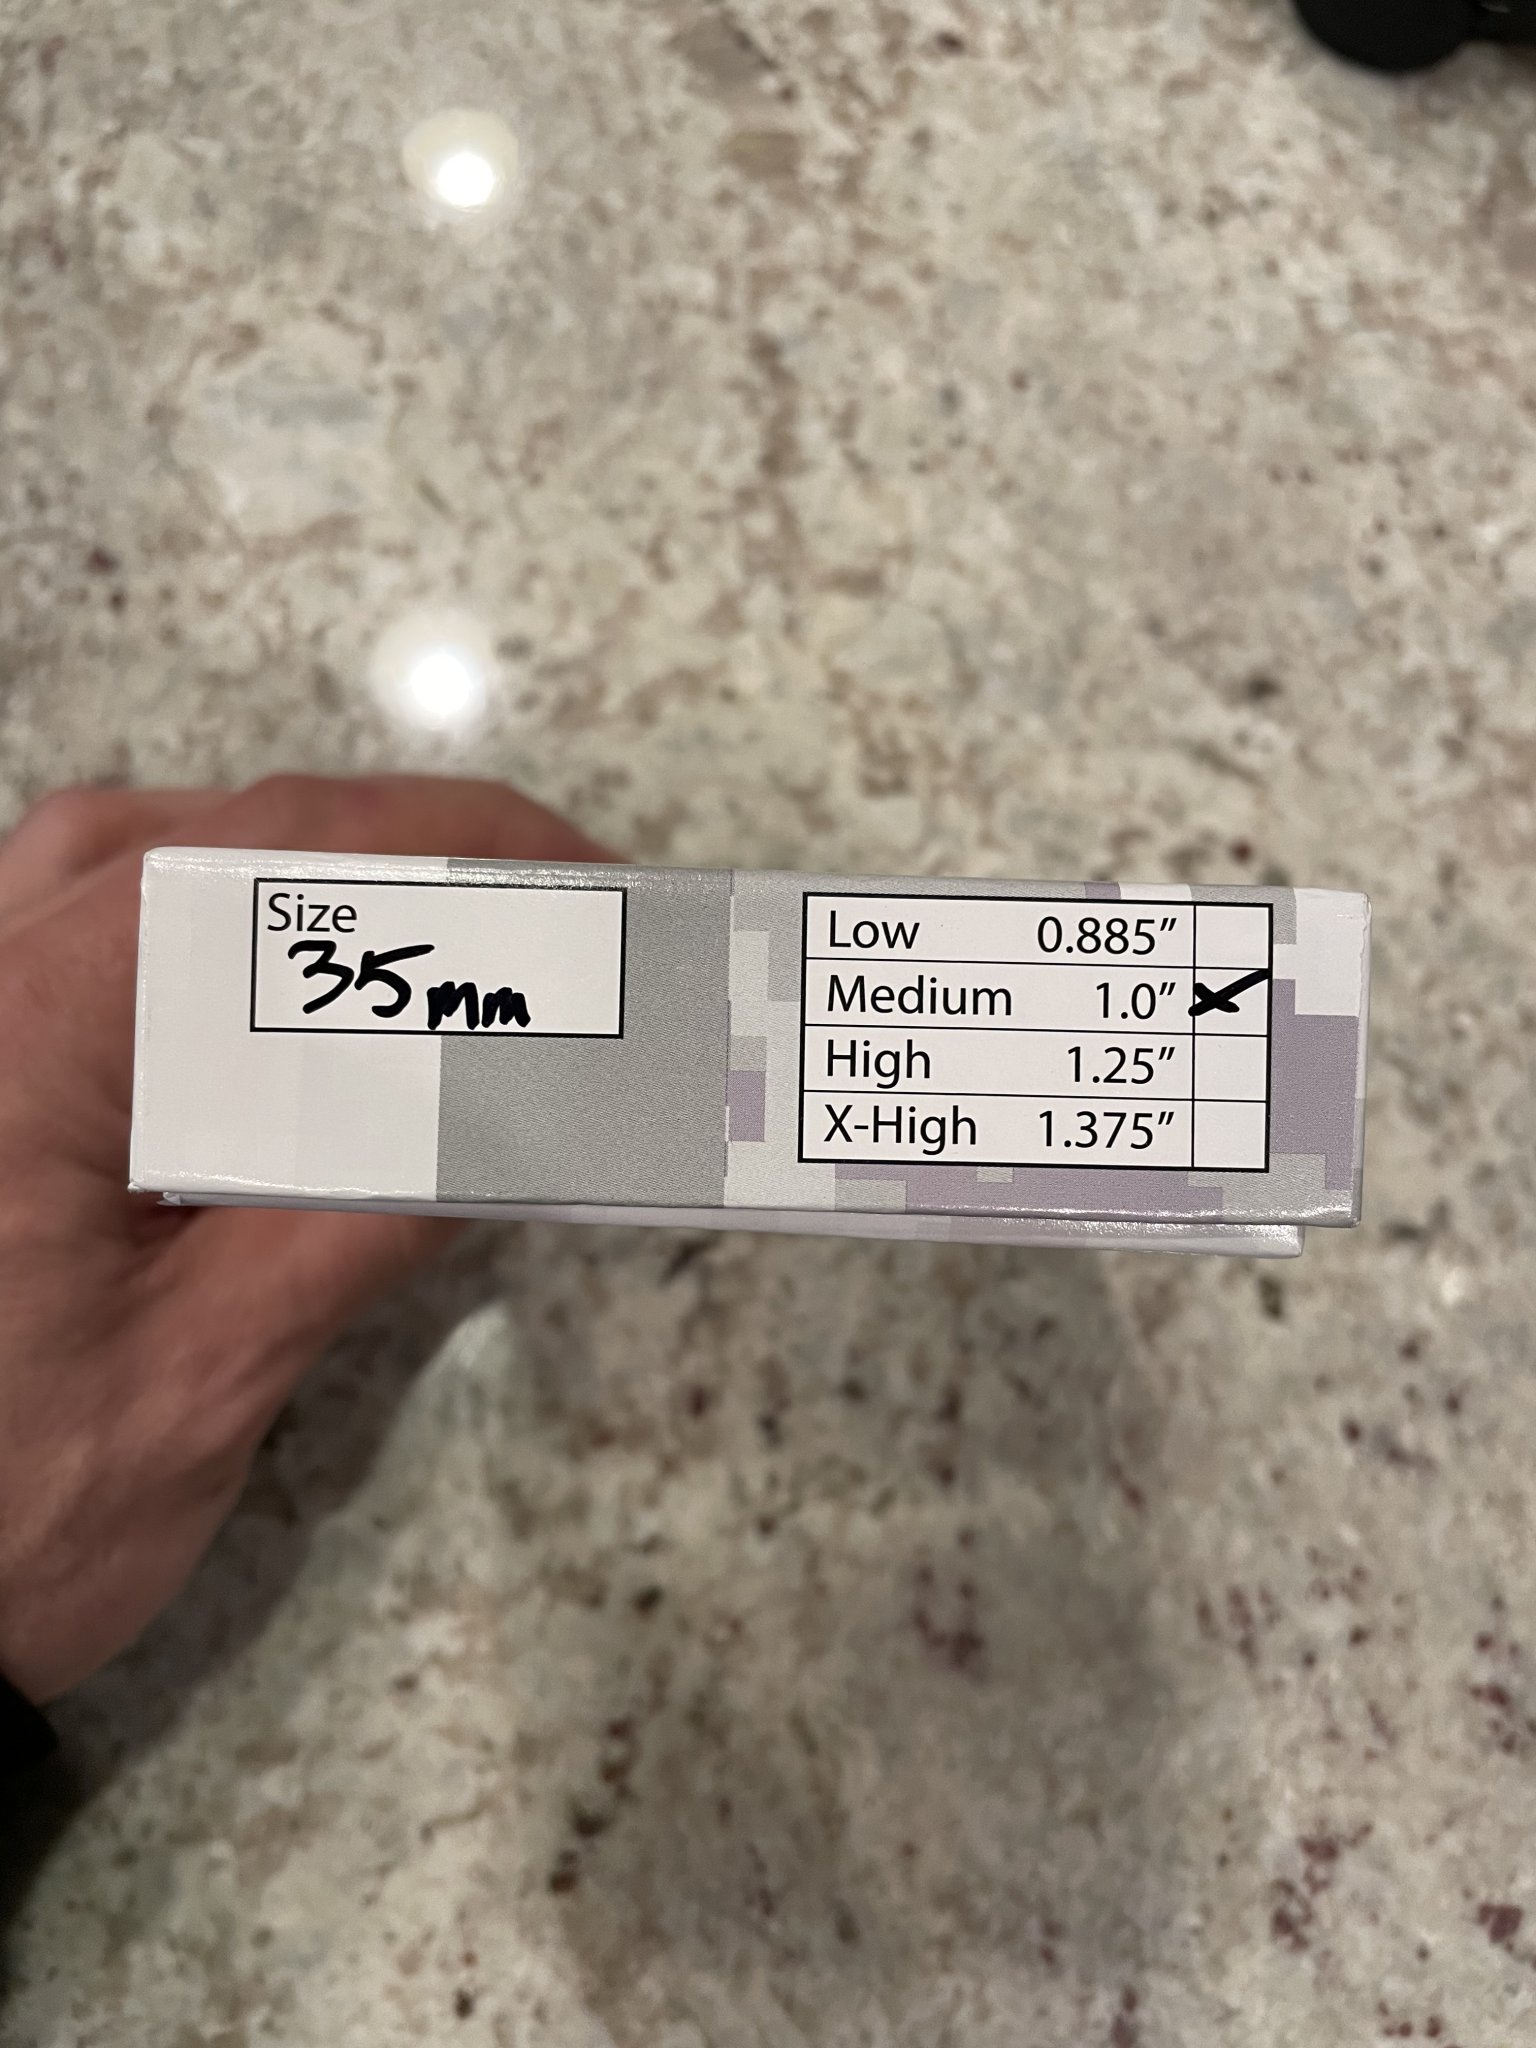 Size
35mm
Low 0.885″
Medium 1.0″
High 1.25″
X-High 1.375″